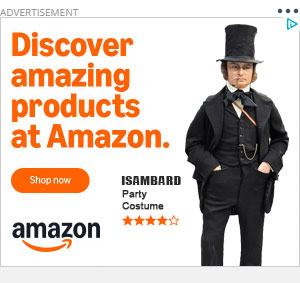 ADVERTISEMENT
Discover
amazing
products
at Amazon.
Shop now
ISAMBARD
Party
Costume
amazon